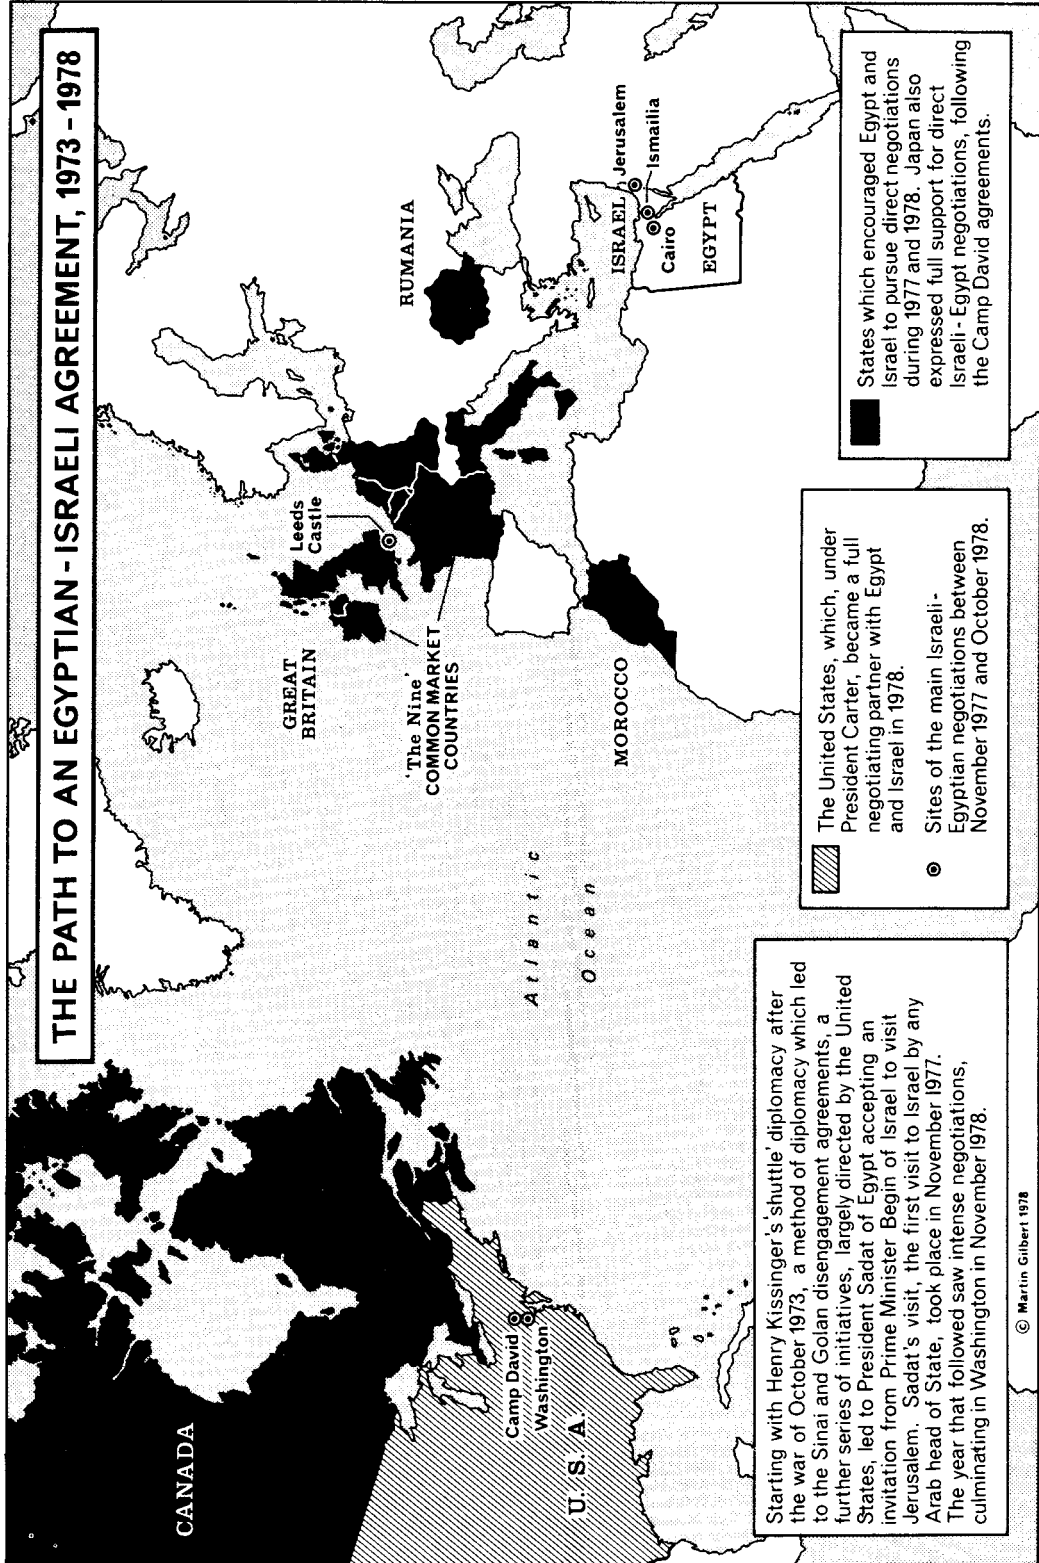 THE PATH TO AN EGYPTIAN-ISRAELI AGREEMENT, 1973–1978
CANADA
Camp David
Washington
U. S. A.
Atlantic
Ocean
GREAT
BRITAIN
Leeds
Castle
'The Nine'
COMMON MARKET
COUNTRIES
MOROCCO
RUMANIA
ISRAEL
Jerusalem
Ismailia
Cairo
EGYPT
Starting with Henry Kissinger's 'shuttle' diplomacy after
the war of October 1973, a method of diplomacy which led
to the Sinai and Golan disengagement agreements, a
further series of initiatives, largely directed by the United
States, led to President Sadat of Egypt accepting an
invitation from Prime Minister Begin of Israel to visit
Jerusalem. Sadat's visit, the first visit to Israel by any
Arab head of State, took place in November 1977.
The year that followed saw intense negotiations,
culminating in Washington in November 1978.
The United States, which, under
President Carter, became a full
negotiating partner with Egypt
and Israel in 1978.
Sites of the main Israeli-
Egyptian negotiations between
November 1977 and October 1978.
States which encouraged Egypt and
Israel to pursue direct negotiations
during 1977 and 1978. Japan also
expressed full support for direct
Israeli-Egypt negotiations, following
the Camp David agreements.
© Martin Gilbert 1978